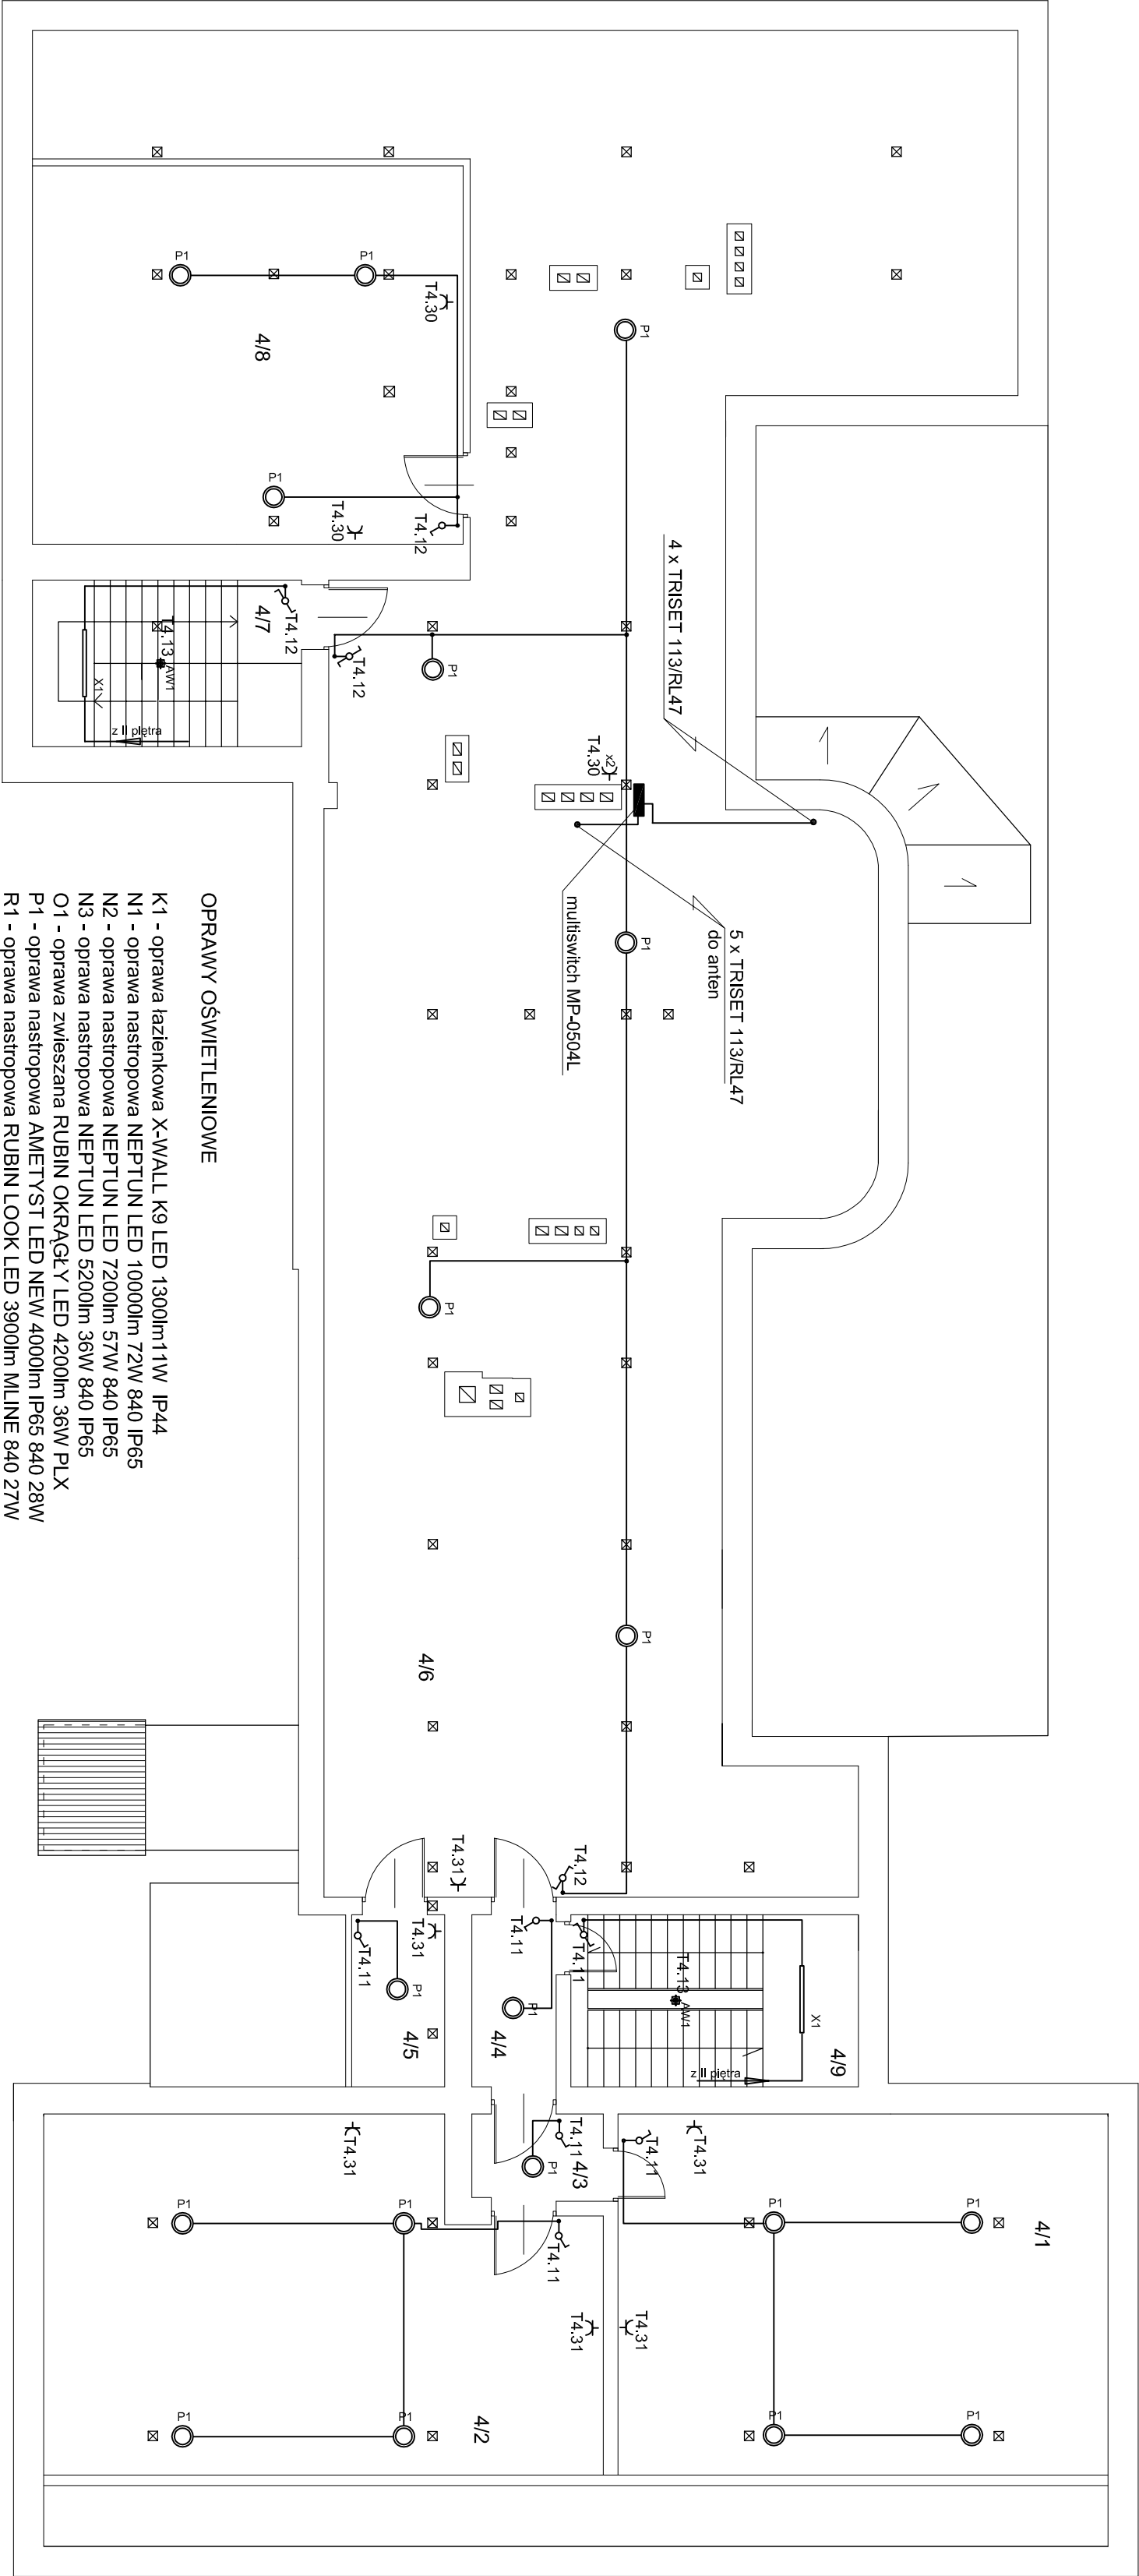 4/1
P1
P1
P1
P1
T4.11
T4.31
T4.31
T4.31
4/2
P1
P1
P1
P1
T4.11
T4.31
T4.11
4/3
P1
4/9
X1
T4.13
AW1
z II piętra
T4.11
4/4
T4.11
P1
4/5
T4.11
T4.31
P1
T4.12
T4.31
4/6
P1
P1
P1
P1
P1
4 x TRISET 113/RL47
5 x TRISET 113/RL47
do anten
multiswitch MP-0504L
x2
T4.30
T4.12
4/7
T4.12
T4.13
AW1
X1
z II piętra
4/8
P1
P1
P1
T4.30
T4.30
T4.12
OPRAWY OŚWIETLENIOWE
K1 - oprawa łazienkowa X-WALL K9 LED 1300lm11W IP44
N1 - oprawa nastropowa NEPTUN LED 10000lm 72W 840 IP65
N2 - oprawa nastropowa NEPTUN LED 7200lm 57W 840 IP65
N3 - oprawa nastropowa NEPTUN LED 5200lm 36W 840 IP65
O1 - oprawa zwieszana RUBIN OKRĄGŁY LED 4200lm 36W PLX
P1 - oprawa nastropowa AMETYST LED NEW 4000lm IP65 840 28W
R1 - oprawa nastropowa RUBIN LOOK LED 3900lm MLINE 840 27W